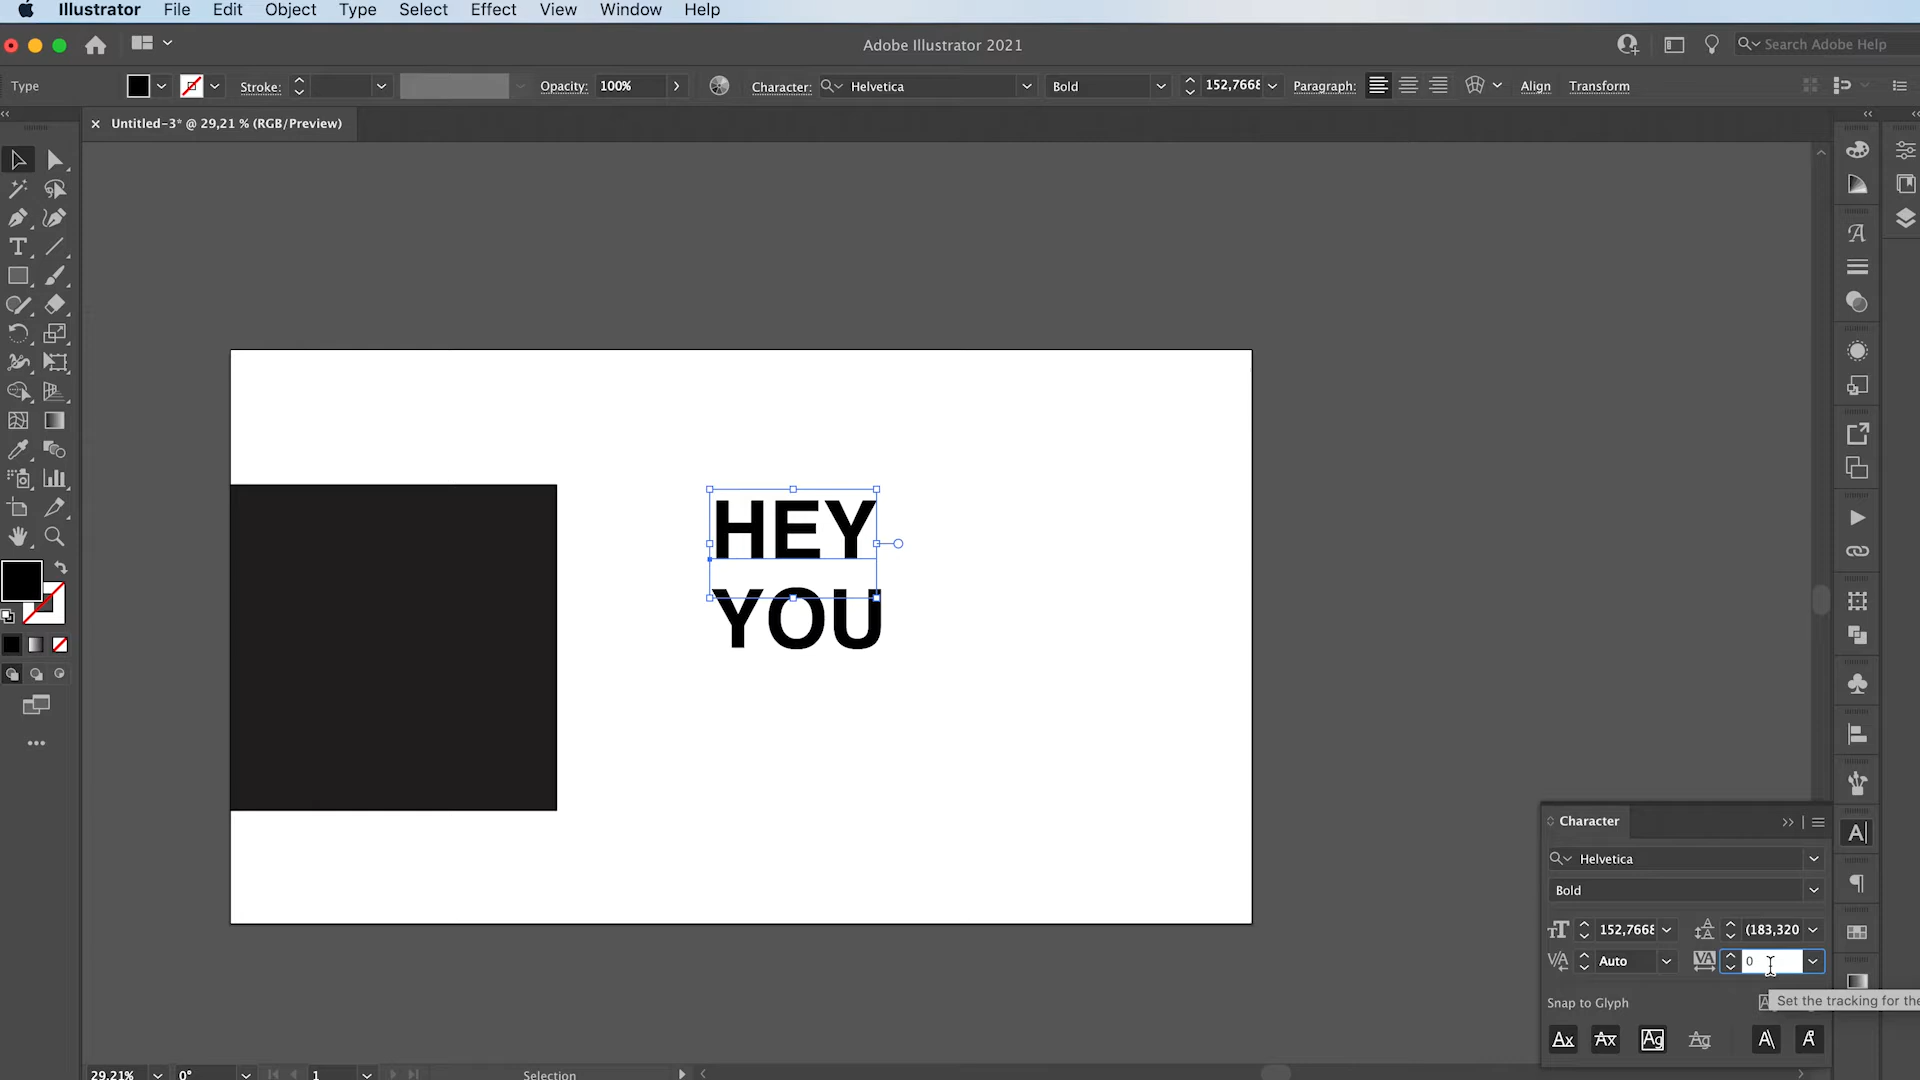 Illustrator File Edit Object Type Select Effect View Window Help
Adobe Illustrator 2021
Search Adobe Help
Type
Stroke:
Opacity: 100%
Character: Helvetica
Bold
152,7668
Paragraph:
Align
Transform
Untitled-3* @ 29,21 % (RGB/Preview)
HEY
YOU
Character
Helvetica
Bold
152,7668
(183,320
Auto
0
Snap to Glyph
Set the tracking for the
29,21%
0°
1
Selection